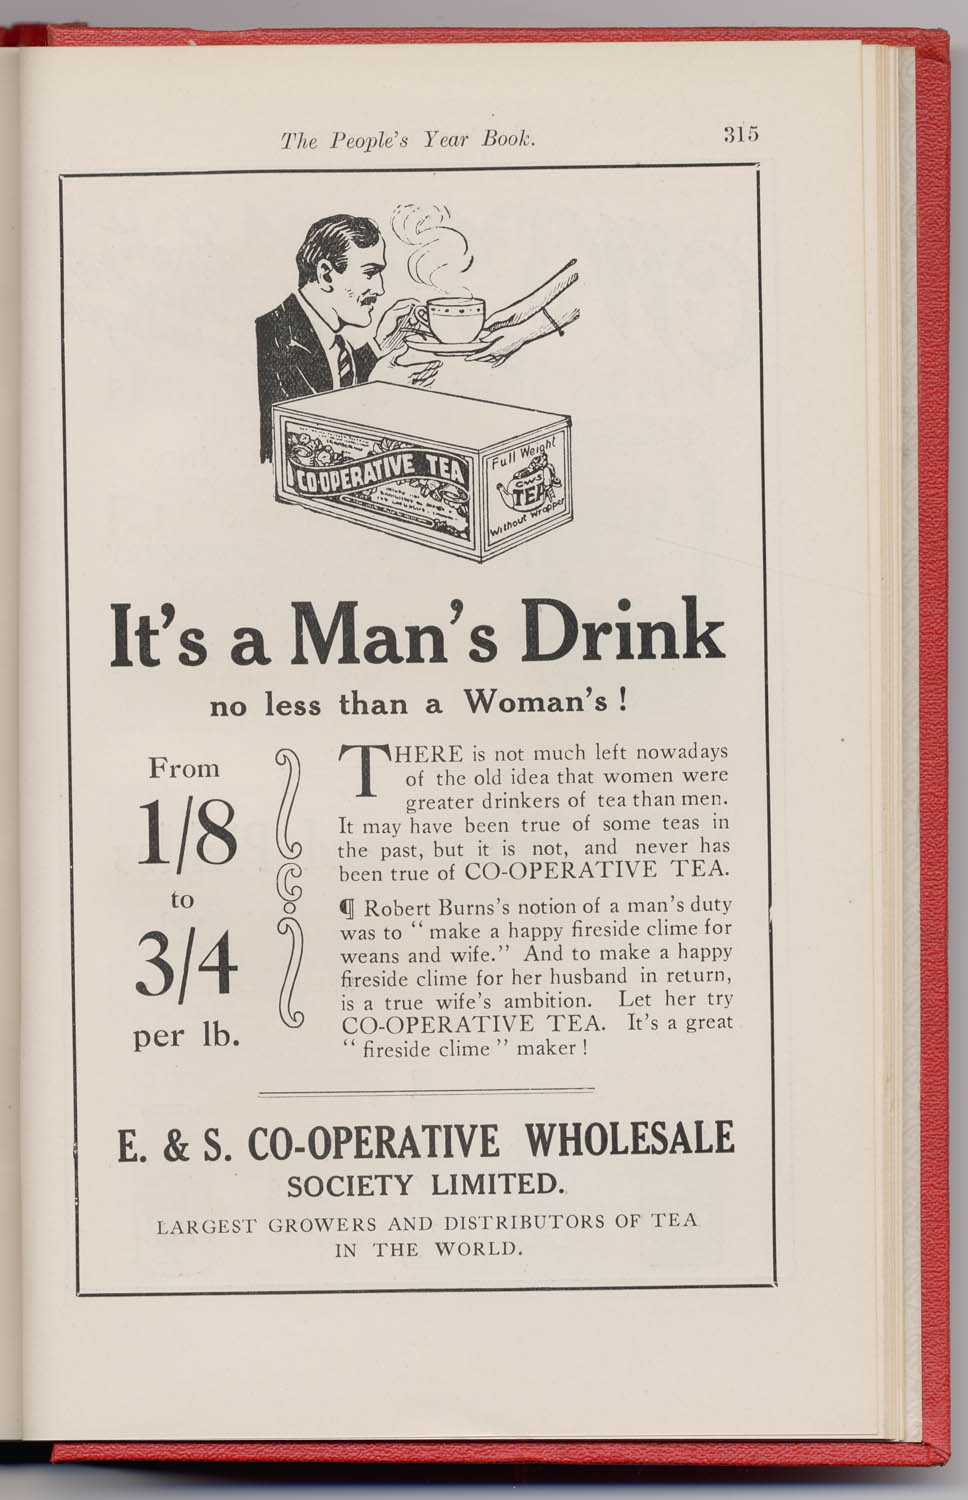 The People's Year Book.
315
CO-OPERATIVE TEA
Full Weight
CWS
TEA
Without Wrapper
It's a Man's Drink
no less than a Woman's !
From
1/8
to
3/4
per lb.
THERE is not much left nowadays
of the old idea that women were
greater drinkers of tea than men.
It may have been true of some teas in
the past, but it is not, and never has
been true of CO-OPERATIVE TEA.
¶ Robert Burns's notion of a man's duty
was to “ make a happy fireside clime for
weans and wife.” And to make a happy
fireside clime for her husband in return,
is a true wife's ambition. Let her try
CO-OPERATIVE TEA. It's a great
“ fireside clime ” maker !
E. & S. CO-OPERATIVE WHOLESALE
SOCIETY LIMITED.
LARGEST GROWERS AND DISTRIBUTORS OF TEA
IN THE WORLD.